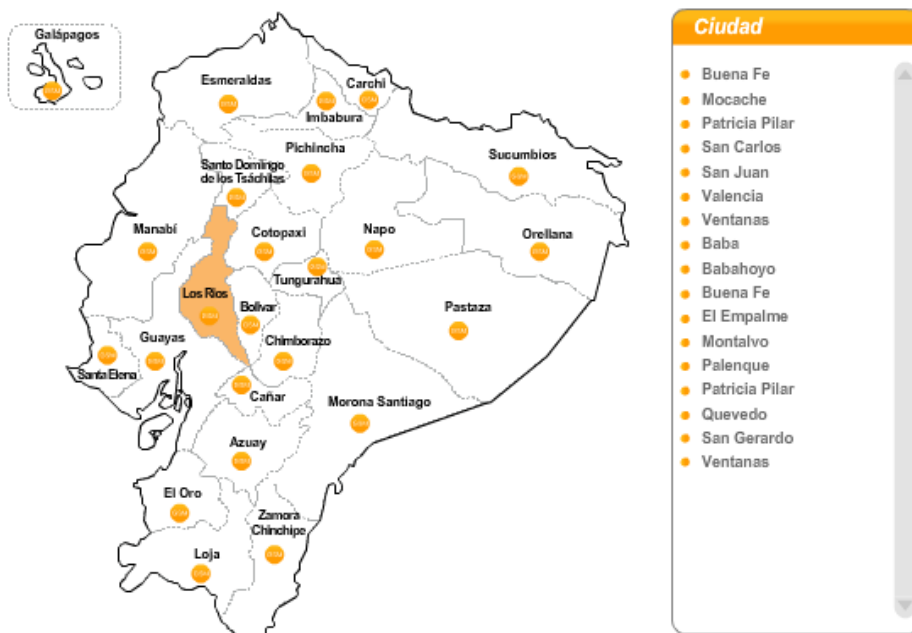 Galápagos
Esmeraldas
Carchi
Imbabura
Pichincha
Sucumbios
Santo Domingo
de los Tsáchilas
Manabí
Cotopaxi
Napo
Orellana
Tungurahua
Los Ríos
Bolívar
Pastaza
Guayas
Chimborazo
Santa Elena
Cañar
Morona Santiago
Azuay
El Oro
Zamora
Chinchipe
Loja
Ciudad
Buena Fe
Mocache
Patricia Pilar
San Carlos
San Juan
Valencia
Ventanas
Baba
Babahoyo
Buena Fe
El Empalme
Montalvo
Palenque
Patricia Pilar
Quevedo
San Gerardo
Ventanas